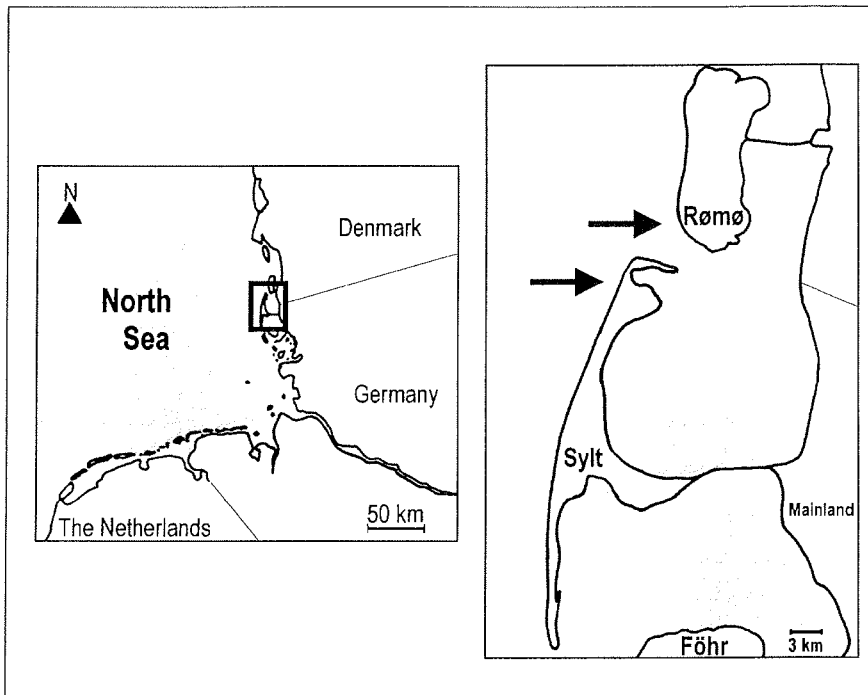 N
Denmark
North
Sea
Germany
The Netherlands
50 km
Rømø
Sylt
Mainland
Föhr
3 km